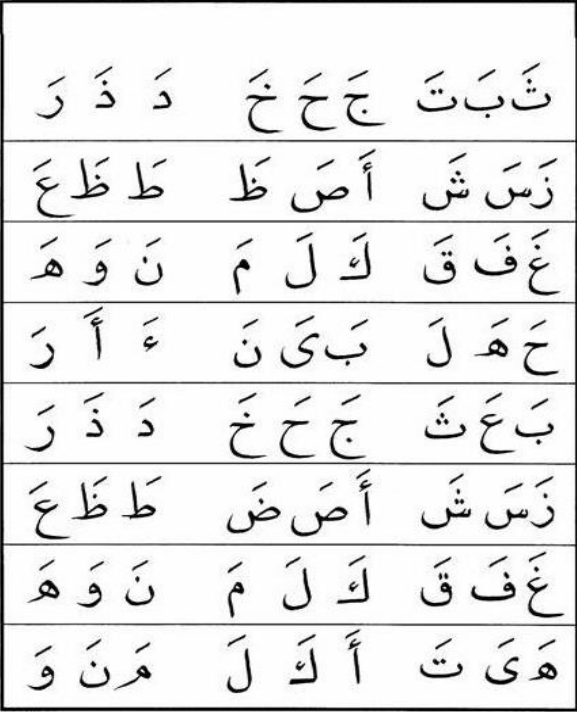 ثَ بَ تَ جَ حَ خَ دَ ذَ رَ
زَ سَ شَ أَ صَ ظَ طَ ظَ عَ
غَ فَ قَ كَ لَ مَ نَ وَ هَ
حَ هَ لَ بَ ىَ نَ ءَ أَ رَ
بَ عَ ثَ جَ حَ خَ دَ ذَ رَ
زَ سَ شَ أَ صَ ضَ طَ ظَ عَ
غَ فَ قَ كَ لَ مَ نَ وَ هَ
هَ ىَ تَ أَ كَ لَ مَ نَ وَ